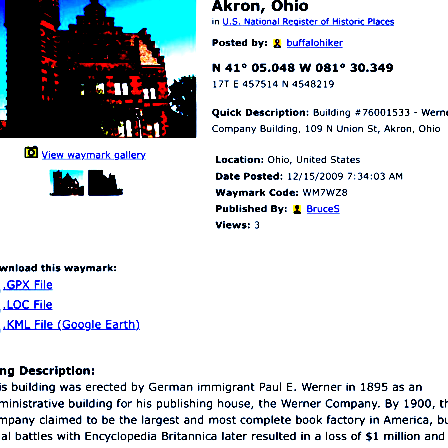 Akron, Ohio
in U.S. National Register of Historic Places
Posted by: buffalohiker
N 41° 05.048 W 081° 30.349
17T E 457514 N 4548219
Quick Description: Building #76001533 - Werne
Company Building, 109 N Union St, Akron, Ohio
View waymark gallery
Location: Ohio, United States
Date Posted: 12/15/2009 7:34:03 AM
Waymark Code: WM7WZ8
Published By: BruceS
Views: 3
wnload this waymark:
.GPX File
.LOC File
.KML File (Google Earth)
ng Description:
is building was erected by German immigrant Paul E. Werner in 1895 as an
ministrative building for his publishing house, the Werner Company. By 1900, th
mpany claimed to be the largest and most complete book factory in America, bu
al battles with Encyclopedia Britannica later resulted in a loss of $1 million and